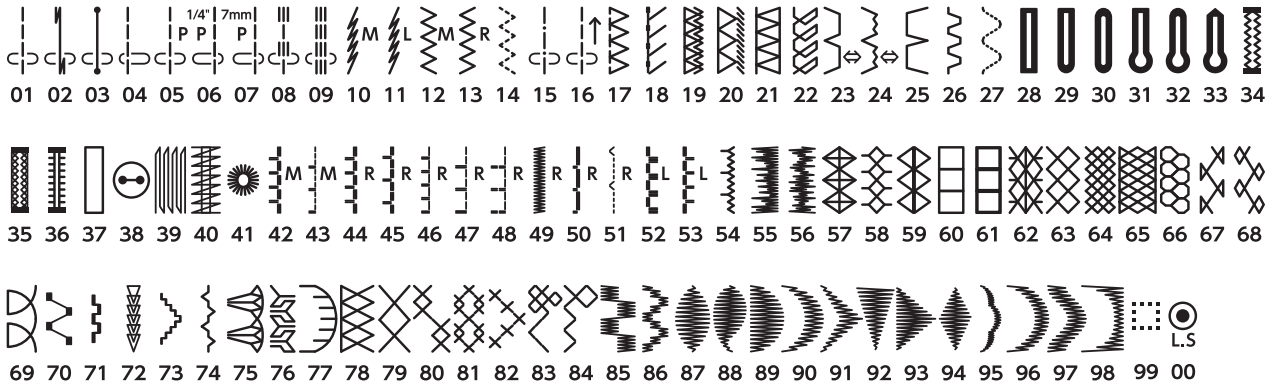 1/4" 7mm
P P P M L M R
01 02 03 04 05 06 07 08 09 10 11 12 13 14 15 16 17 18 19 20 21 22 23 24 25 26 27 28 29 30 31 32 33 34
M M R R R R R R R R L L
35 36 37 38 39 40 41 42 43 44 45 46 47 48 49 50 51 52 53 54 55 56 57 58 59 60 61 62 63 64 65 66 67 68
L.S
69 70 71 72 73 74 75 76 77 78 79 80 81 82 83 84 85 86 87 88 89 90 91 92 93 94 95 96 97 98 99 00